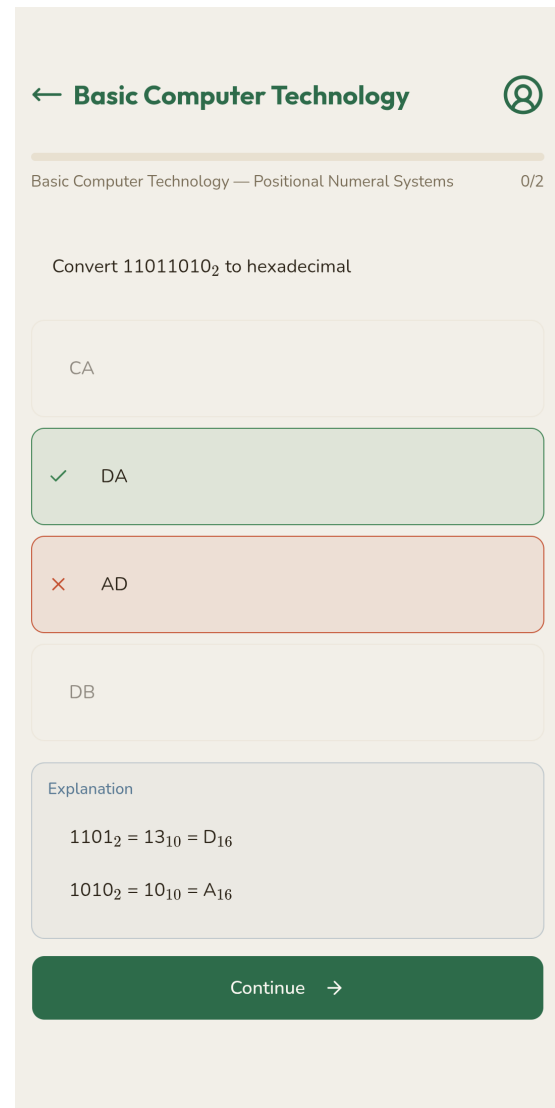 Basic Computer Technology
Basic Computer Technology — Positional Numeral Systems 0/2
Convert 11011010₂ to hexadecimal
CA
DA
AD
DB
Explanation
1101₂ = 13₁₀ = D₁₆
1010₂ = 10₁₀ = A₁₆
Continue